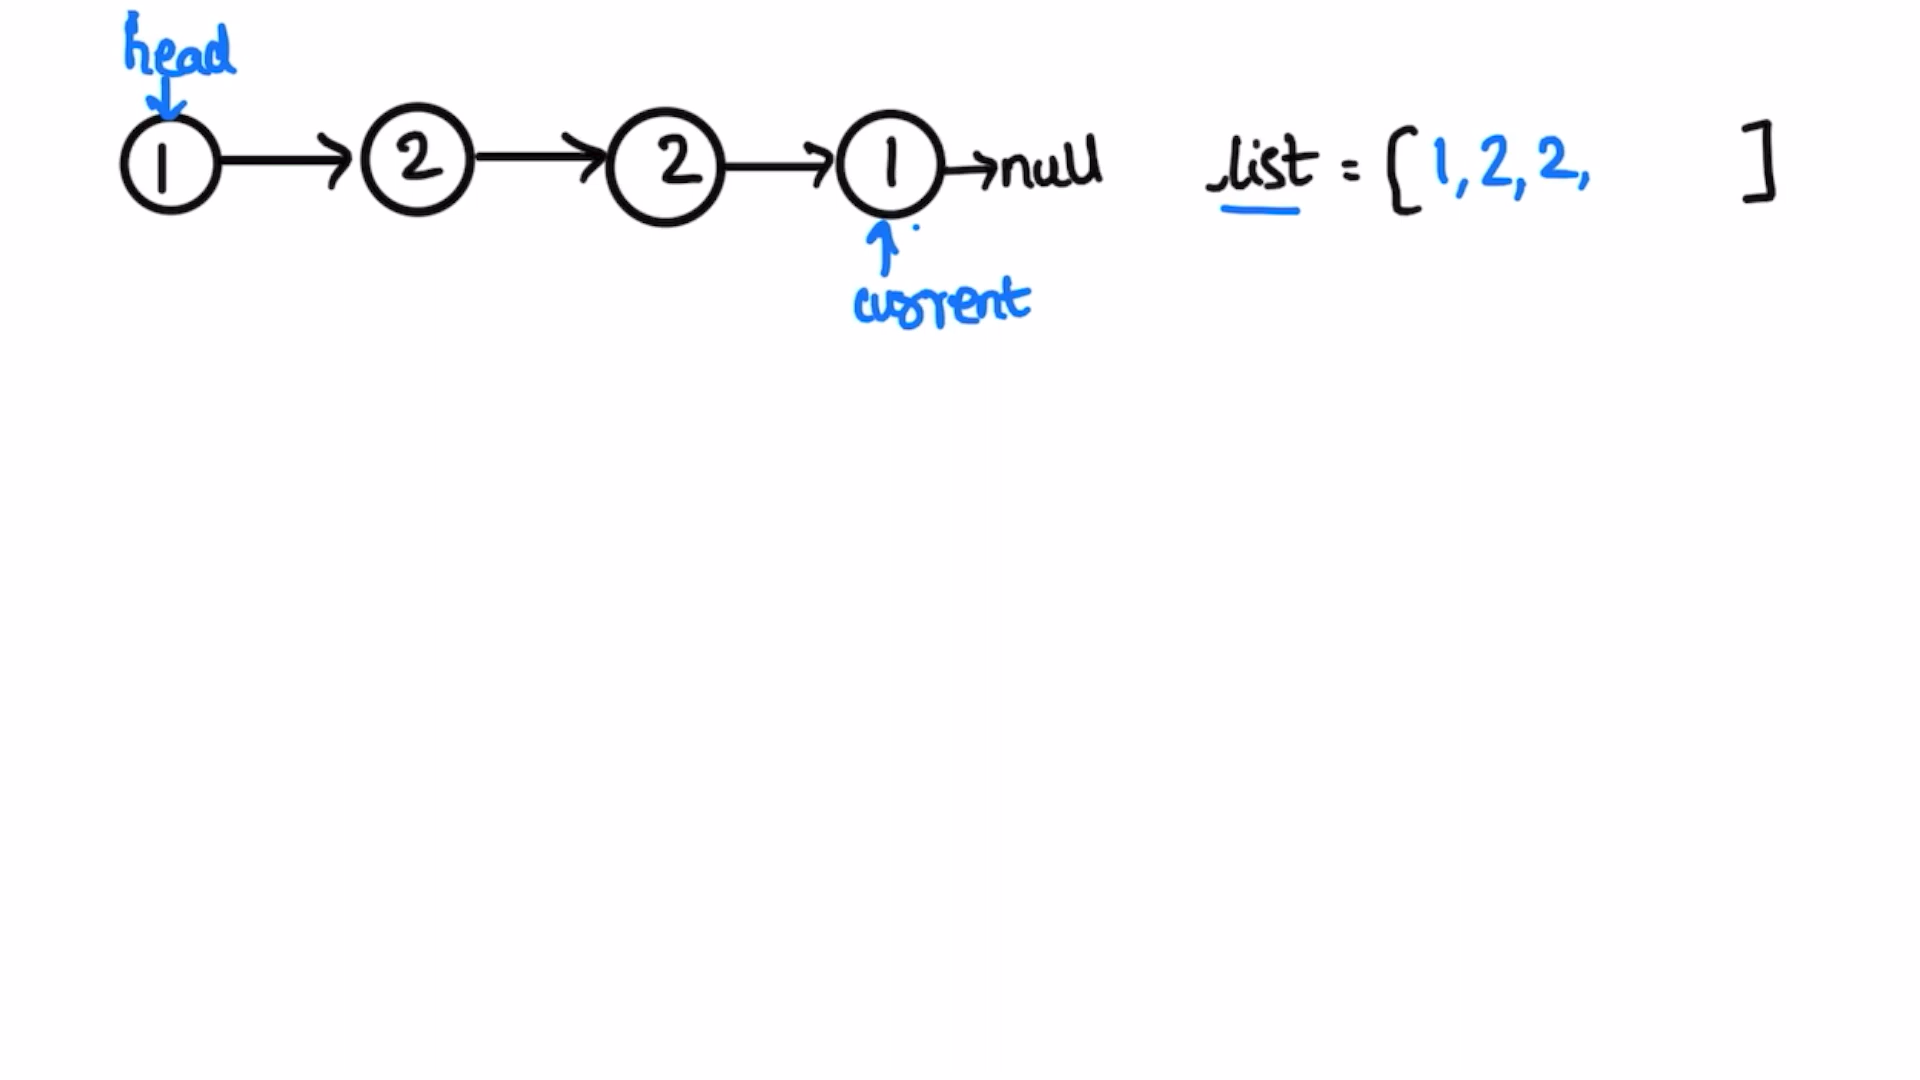 head
1 → 2 → 2 → 1 → null list = [1, 2, 2, ]
current